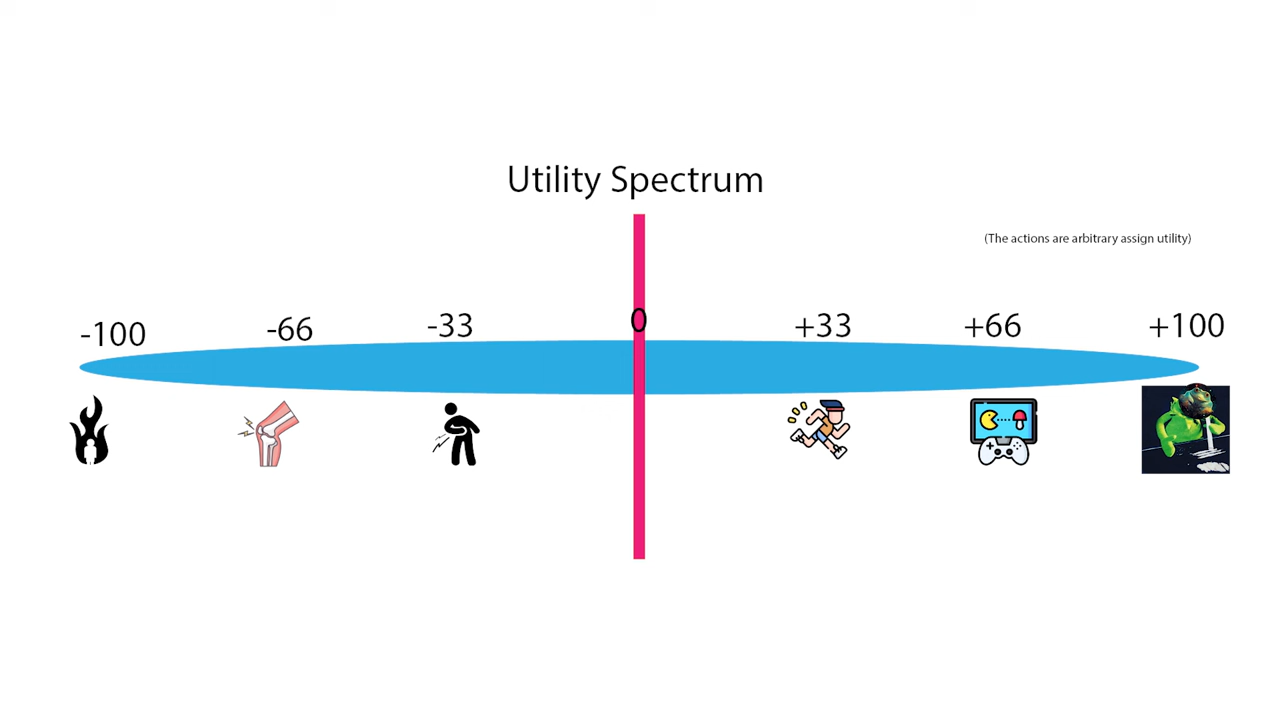 Utility Spectrum
(The actions are arbitrary assign utility)
-100 -66 -33 0 +33 +66 +100